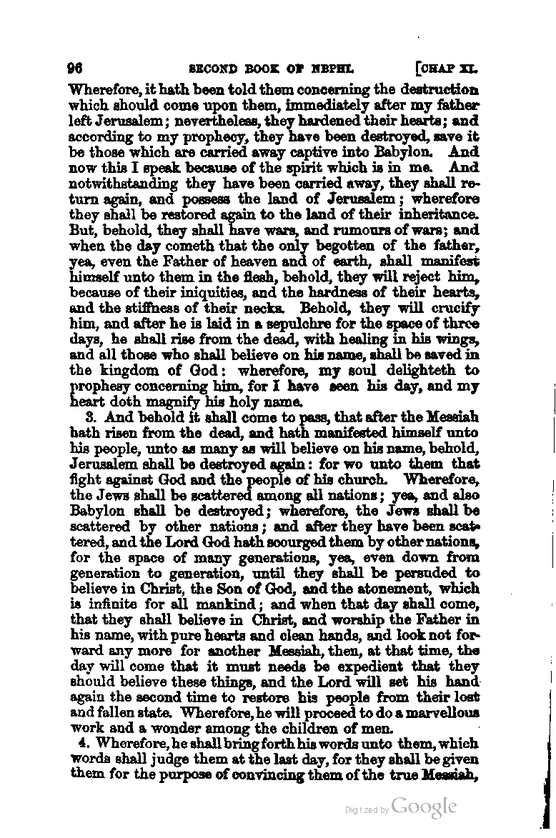 96 SECOND BOOK OF NEPHI. [CHAP XI.
Wherefore, it hath been told them concerning the destruction
which should come upon them, immediately after my father
left Jerusalem; nevertheless, they hardened their hearts; and
according to my prophecy, they have been destroyed, save it
be those which are carried away captive into Babylon. And
now this I speak because of the spirit which is in me. And
notwithstanding they have been carried away, they shall re-
turn again, and possess the land of Jerusalem; wherefore
they shall be restored again to the land of their inheritance.
But, behold, they shall have wars, and rumours of wars; and
when the day cometh that the only begotten of the father,
yea, even the Father of heaven and of earth, shall manifest
himself unto them in the flesh, behold, they will reject him,
because of their iniquities, and the hardness of their hearts,
and the stiffness of their necks. Behold, they will crucify
him, and after he is laid in a sepulchre for the space of three
days, he shall rise from the dead, with healing in his wings,
and all those who shall believe on his name, shall be saved in
the kingdom of God: wherefore, my soul delighteth to
prophesy concerning him, for I have seen his day, and my
heart doth magnify his holy name.
3. And behold it shall come to pass, that after the Messiah
hath risen from the dead, and hath manifested himself unto
his people, unto as many as will believe on his name, behold,
Jerusalem shall be destroyed again: for wo unto them that
fight against God and the people of his church. Wherefore,
the Jews shall be scattered among all nations; yea, and also
Babylon shall be destroyed; wherefore, the Jews shall be
scattered by other nations; and after they have been scat-
tered, and the Lord God hath scourged them by other nations,
for the space of many generations, yea, even down from
generation to generation, until they shall be persuded to
believe in Christ, the Son of God, and the atonement, which
is infinite for all mankind; and when that day shall come,
that they shall believe in Christ, and worship the Father in
his name, with pure hearts and clean hands, and look not for-
ward any more for another Messiah, then, at that time, the
day will come that it must needs be expedient that they
should believe these things, and the Lord will set his hand
again the second time to restore his people from their lost
and fallen state. Wherefore, he will proceed to do a marvellous
work and a wonder among the children of men.
4. Wherefore, he shall bring forth his words unto them, which
words shall judge them at the last day, for they shall be given
them for the purpose of convincing them of the true Messiah,
Digitized by Google